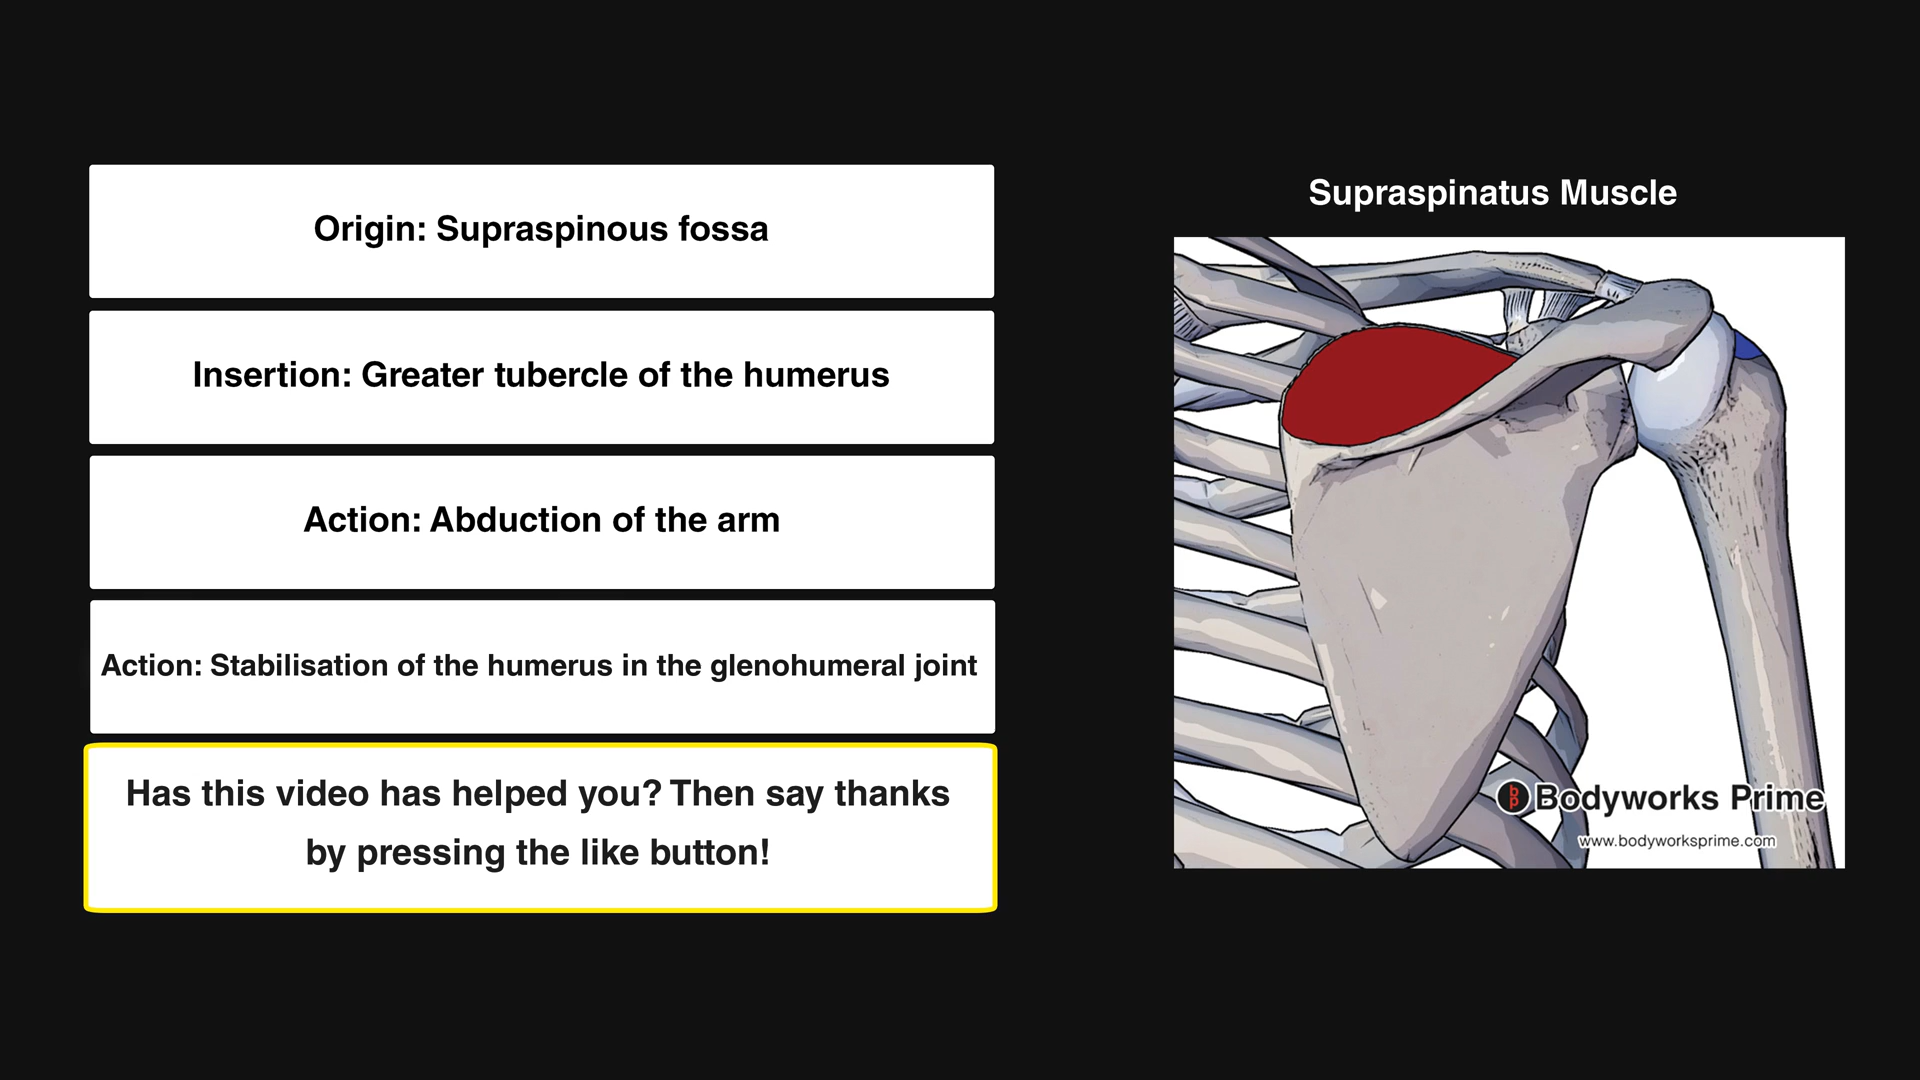 Origin: Supraspinous fossa
Insertion: Greater tubercle of the humerus
Action: Abduction of the arm
Action: Stabilisation of the humerus in the glenohumeral joint
Has this video has helped you? Then say thanks
by pressing the like button!
Supraspinatus Muscle
bp Bodyworks Prime
www.bodyworksprime.com